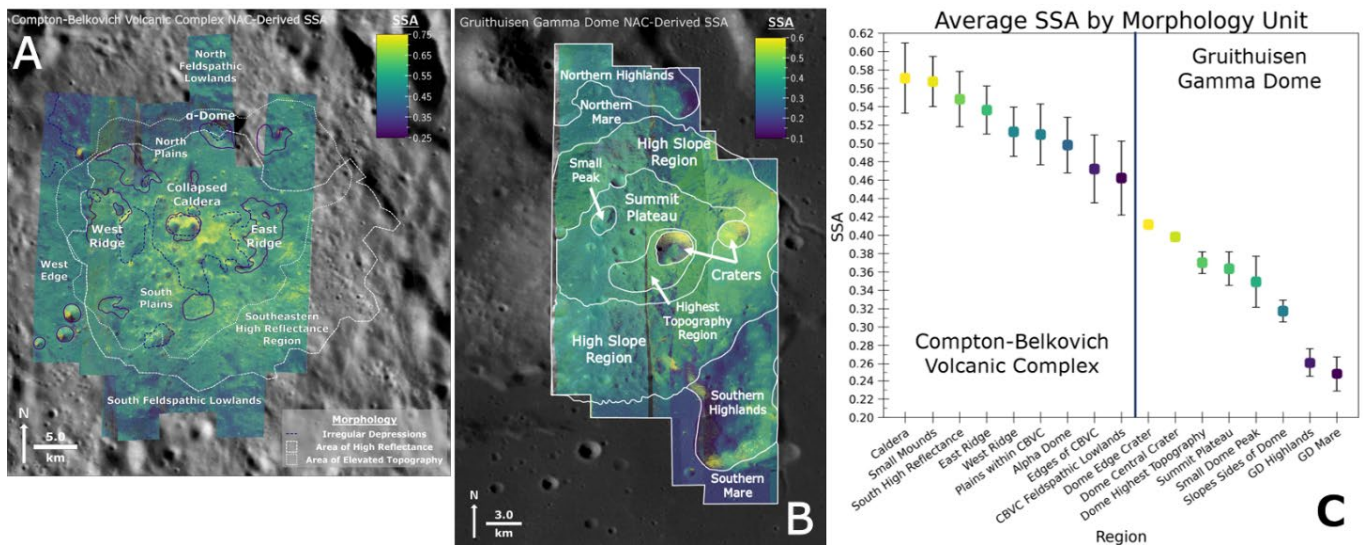 Compton-Belkovich Volcanic Complex NAC-Derived SSA
SSA
A
0.75
0.65
0.55
0.45
0.35
0.25
North
Feldspathic
Lowlands
α-Dome
North
Plains
Collapsed
Caldera
West
Ridge
East
Ridge
West
Edge
South
Plains
Southeastern
High Reflectance
Region
South Feldspathic Lowlands
N
5.0
km
Morphology
Irregular Depressions
Area of High Reflectance
Area of Elevated Topography
Gruithuisen Gamma Dome NAC-Derived SSA
SSA
0.6
0.5
0.4
0.3
0.2
0.1
Northern Highlands
Northern
Mare
High Slope
Region
Small
Peak
Summit
Plateau
Craters
Highest
Topography
Region
High Slope
Region
Southern
Highlands
Southern
Mare
N
3.0
km
B
Average SSA by Morphology Unit
0.62
0.60
0.58
0.56
0.54
0.52
0.50
0.48
0.46
0.44
0.42
0.40
0.38
0.36
0.34
0.32
0.30
0.28
0.26
0.24
0.22
0.20
SSA
Gruithuisen
Gamma Dome
Compton-Belkovich
Volcanic Complex
Caldera
Small Mounds
South High Reflectance
East Ridge
West Ridge
Plains within CBVC
Alpha Dome
Edges of CBVC
CBVC Feldspathic Lowlands
Dome Edge Crater
Dome Central Crater
Dome Highest Topography
Summit Plateau
Small Dome Peak
Slopes Sides of Dome
GD Highlands
GD Mare
Region
C